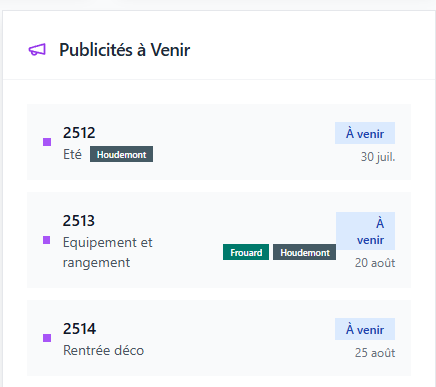 Publicités à Venir
2512
À venir
Eté Houdemont
30 juil.
2513
À venir
Equipement et rangement
Frouard Houdemont
20 août
2514
À venir
Rentrée déco
25 août